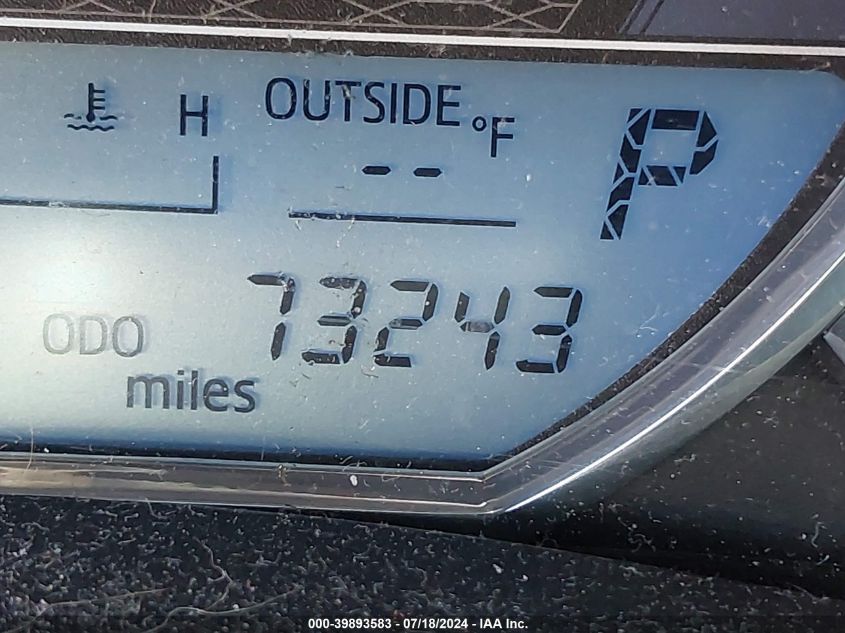 H OUTSIDE °F P
--
ODO 73243
miles
000-39893583 / 07/18/2024 - IAA Inc.